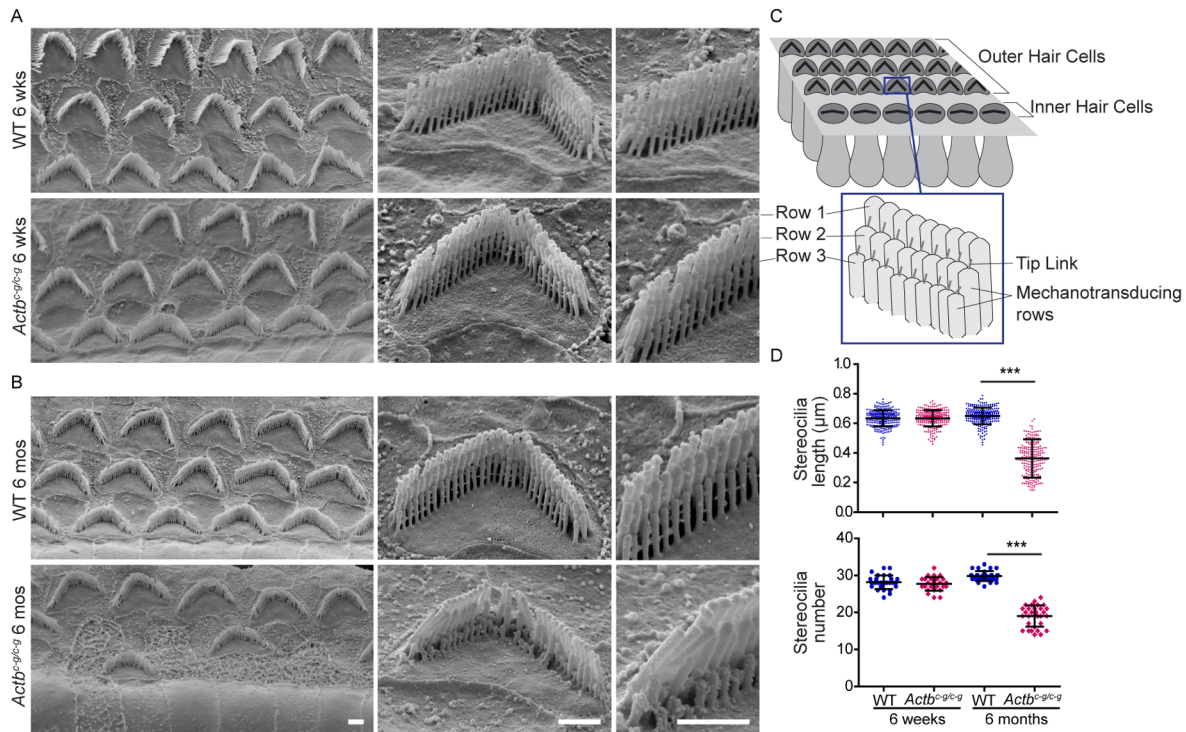 A
WT 6 wks
Actbc-g/c-g 6 wks
B
WT 6 mos
Actbc-g/c-g 6 mos
C
Outer Hair Cells
Inner Hair Cells
Row 1
Row 2
Row 3
Tip Link
Mechanotransducing
rows
D
Stereocilia
length (μm)
1.0
0.8
0.6
0.4
0.2
0.0
***
Stereocilia
number
40
30
20
10
0
***
WT Actbc-g/c-g WT Actbc-g/c-g
6 weeks 6 months